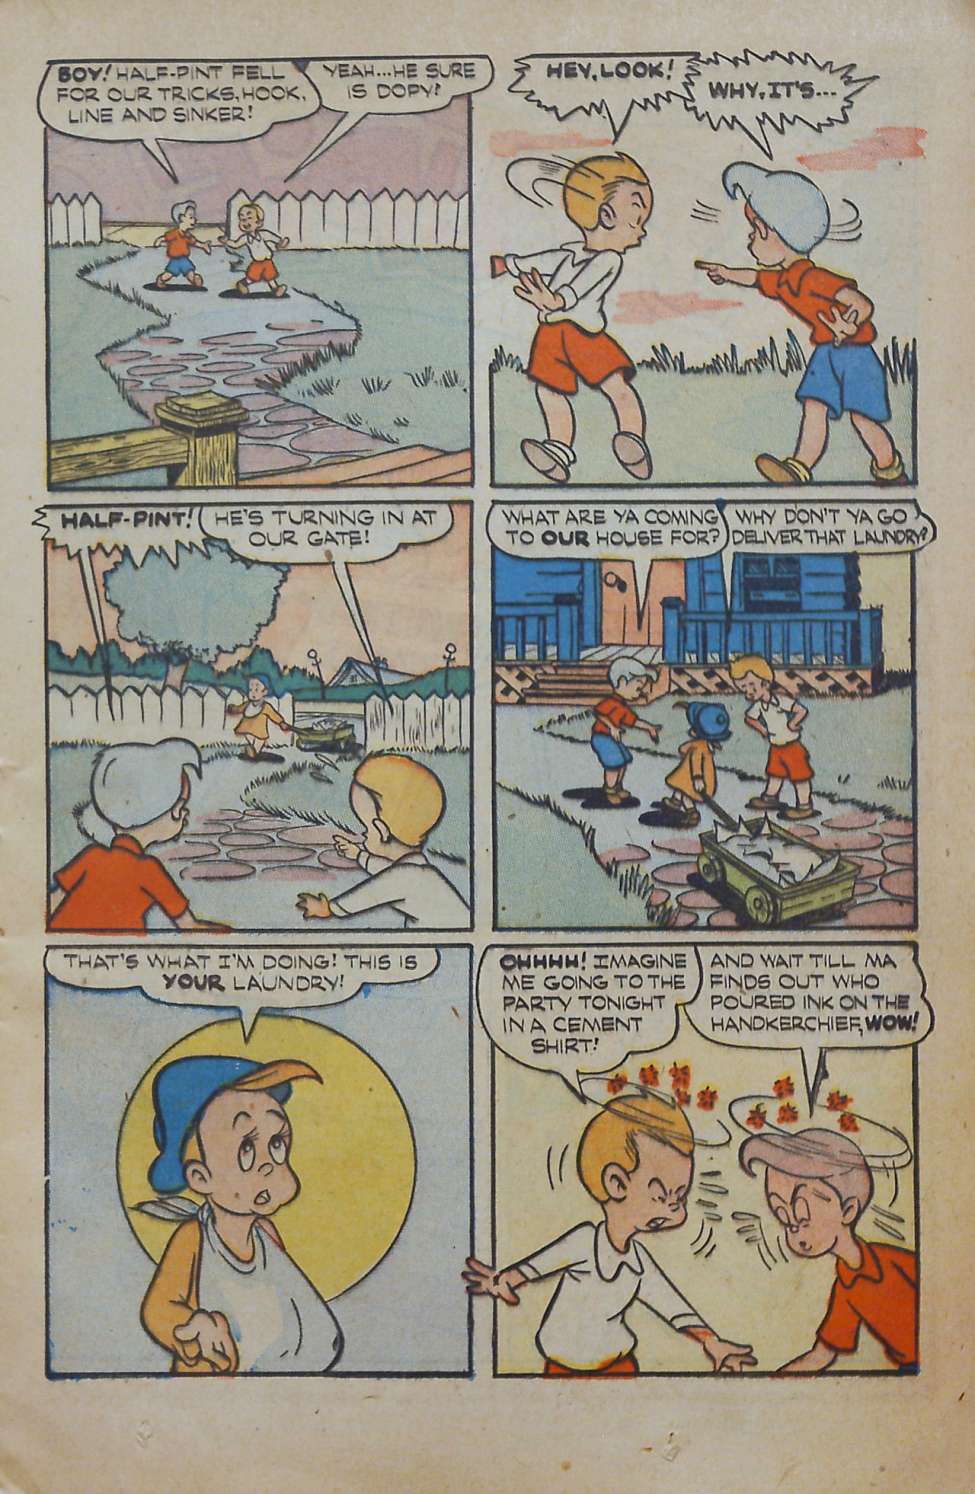 BOY! HALF-PINT FELL
FOR OUR TRICKS, HOOK,
LINE AND SINKER!
YEAH...HE SURE
IS DOPY!
HEY, LOOK!
WHY, IT'S...
HALF-PINT!
HE'S TURNING IN AT
OUR GATE!
WHAT ARE YA COMING
TO OUR HOUSE FOR?
WHY DON'T YA GO
DELIVER THAT LAUNDRY?
THAT'S WHAT I'M DOING! THIS IS
YOUR LAUNDRY!
OHHHH! IMAGINE
ME GOING TO THE
PARTY TONIGHT
IN A CEMENT
SHIRT!
AND WAIT TILL MA
FINDS OUT WHO
POURED INK ON THE
HANDKERCHIEF, WOW!